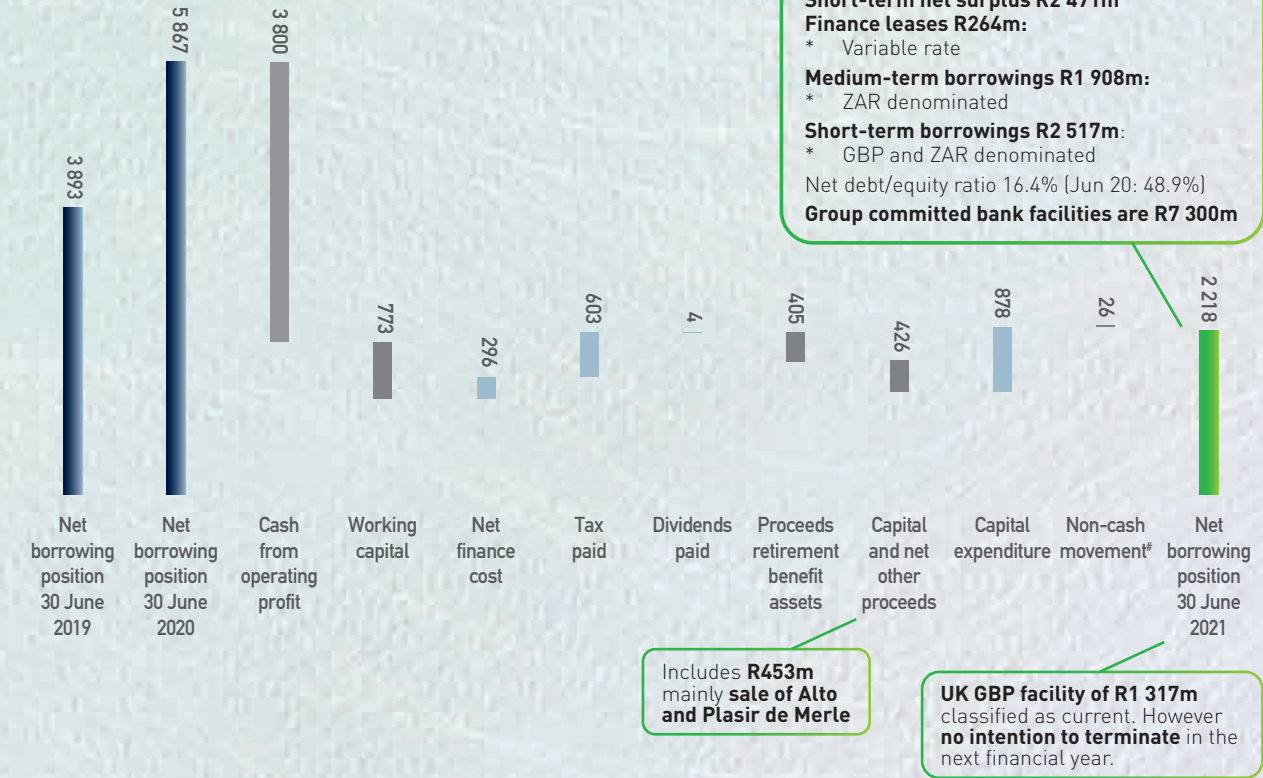 Short-term net surplus R2 471m
Finance leases R264m:
* Variable rate
Medium-term borrowings R1 908m:
* ZAR denominated
Short-term borrowings R2 517m:
* GBP and ZAR denominated
Net debt/equity ratio 16.4% (Jun 20: 48.9%)
Group committed bank facilities are R7 300m
3 893
5 867
3 800
773
296
603
4
405
426
878
26
2 218
Net
borrowing
position
30 June
2019
Net
borrowing
position
30 June
2020
Cash
from
operating
profit
Working
capital
Net
finance
cost
Tax
paid
Dividends
paid
Proceeds
retirement
benefit
assets
Capital
and net
other
proceeds
Capital
expenditure
Non-cash
movement#
Net
borrowing
position
30 June
2021
Includes R453m
mainly sale of Alto
and Plasir de Merle
UK GBP facility of R1 317m
classified as current. However
no intention to terminate in the
next financial year.